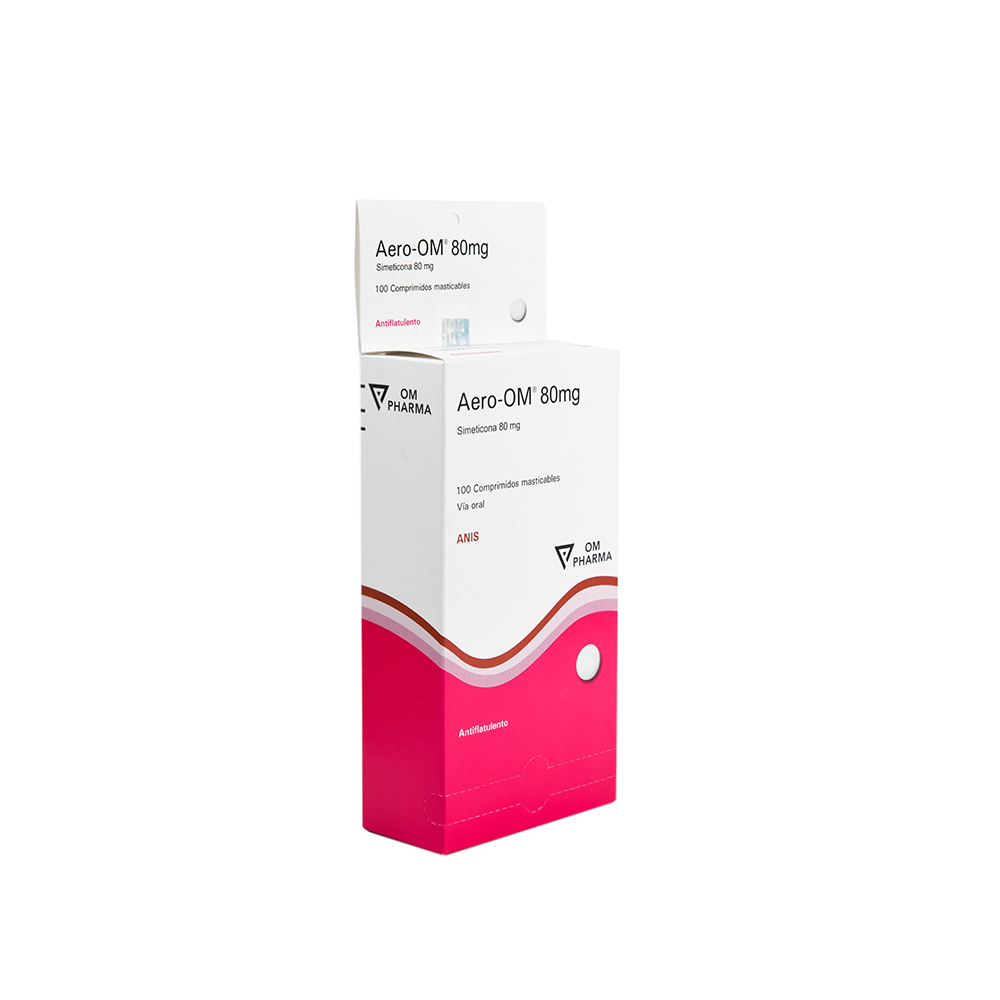 Aero-OM® 80mg
Simeticona 80 mg
100 Comprimidos masticables
Antiflatulento
Antiflatulento
OM
PHARMA
Aero-OM® 80mg
Simeticona 80 mg
100 Comprimidos masticables
Vía oral
ANIS
OM
PHARMA
Antiflatulento